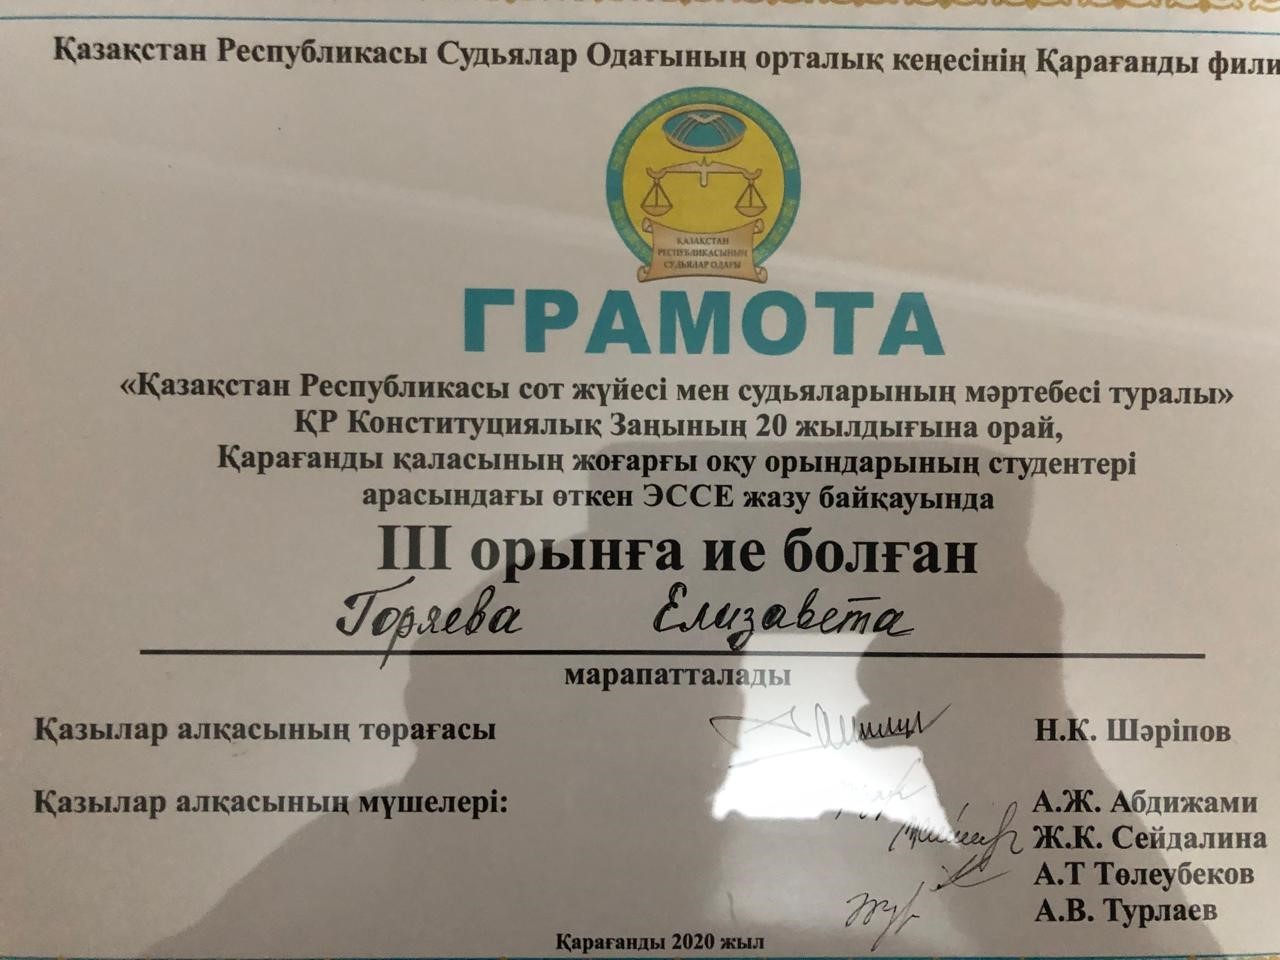 Қазақстан Республикасы Судьялар Одағының орталық кеңесінің Қарағанды фили
ҚАЗАҚСТАН
РЕСПУБЛИКАСЫНЫҢ
СУДЬЯЛАР ОДАҒЫ
ГРАМОТА
«Қазақстан Республикасы сот жүйесі мен судьяларының мәртебесі туралы»
ҚР Конституциялық Заңының 20 жылдығына орай,
Қарағанды қаласының жоғарғы оқу орындарының студентері
арасындағы өткен ЭССЕ жазу байқауында
III орынға ие болған
Горяева Елизавета
марапатталады
Қазылар алқасының төрағасы Н.К. Шәріпов
Қазылар алқасының мүшелері: А.Ж. Абдижами
Ж.К. Сейдалина
А.Т Төлеубеков
А.В. Турлаев
Қарағанды 2020 жыл